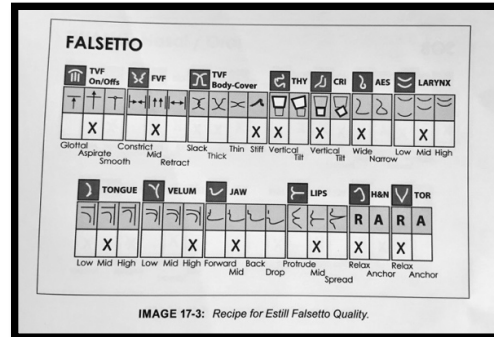 FALSETTO
TVF On/Offs FVF TVF Body-Cover THY CRI AES LARYNX
X X X X X X X
Glottal Aspirate Smooth Constrict Mid Retract Slack Thick Thin Stiff Vertical Tilt Vertical Tilt Wide Narrow Low Mid High
TONGUE VELUM JAW LIPS H&N TOR
R A R A
X X X X X X
Low Mid High Low Mid High Forward Mid Back Drop Protrude Mid Spread Relax Anchor Relax Anchor
IMAGE 17-3: Recipe for Estill Falsetto Quality.